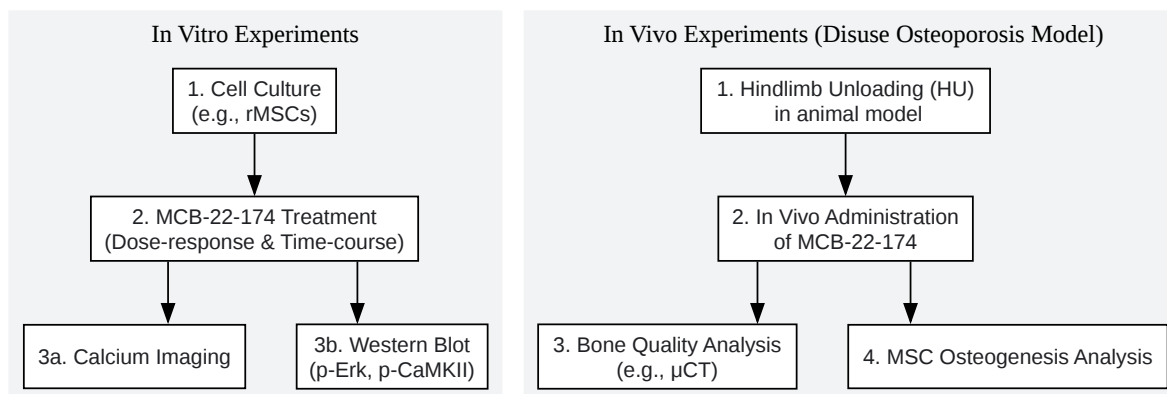 In Vitro Experiments
1. Cell Culture
(e.g., rMSCs)
2. MCB-22-174 Treatment
(Dose-response & Time-course)
3a. Calcium Imaging
3b. Western Blot
(p-Erk, p-CaMKII)
In Vivo Experiments (Disuse Osteoporosis Model)
1. Hindlimb Unloading (HU)
in animal model
2. In Vivo Administration
of MCB-22-174
3. Bone Quality Analysis
(e.g., μCT)
4. MSC Osteogenesis Analysis